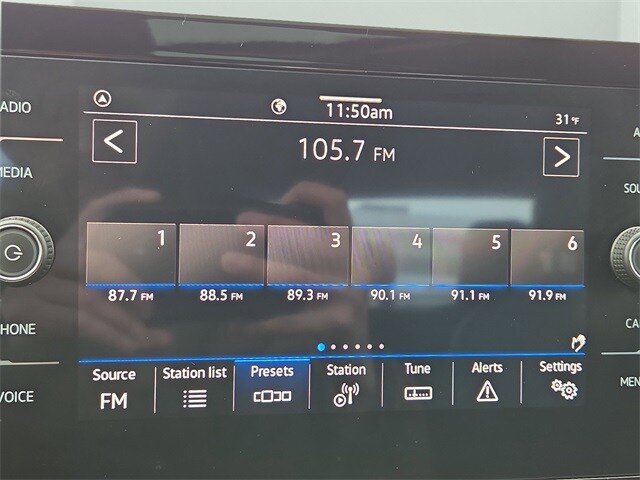 11:50am
31°F
105.7 FM
1 2 3 4 5 6
87.7 FM 88.5 FM 89.3 FM 90.1 FM 91.1 FM 91.9 FM
Source Station list Presets Station Tune Alerts Settings
FM
ADIO
MEDIA
HONE
VOICE
A
SOU
CA
MEN